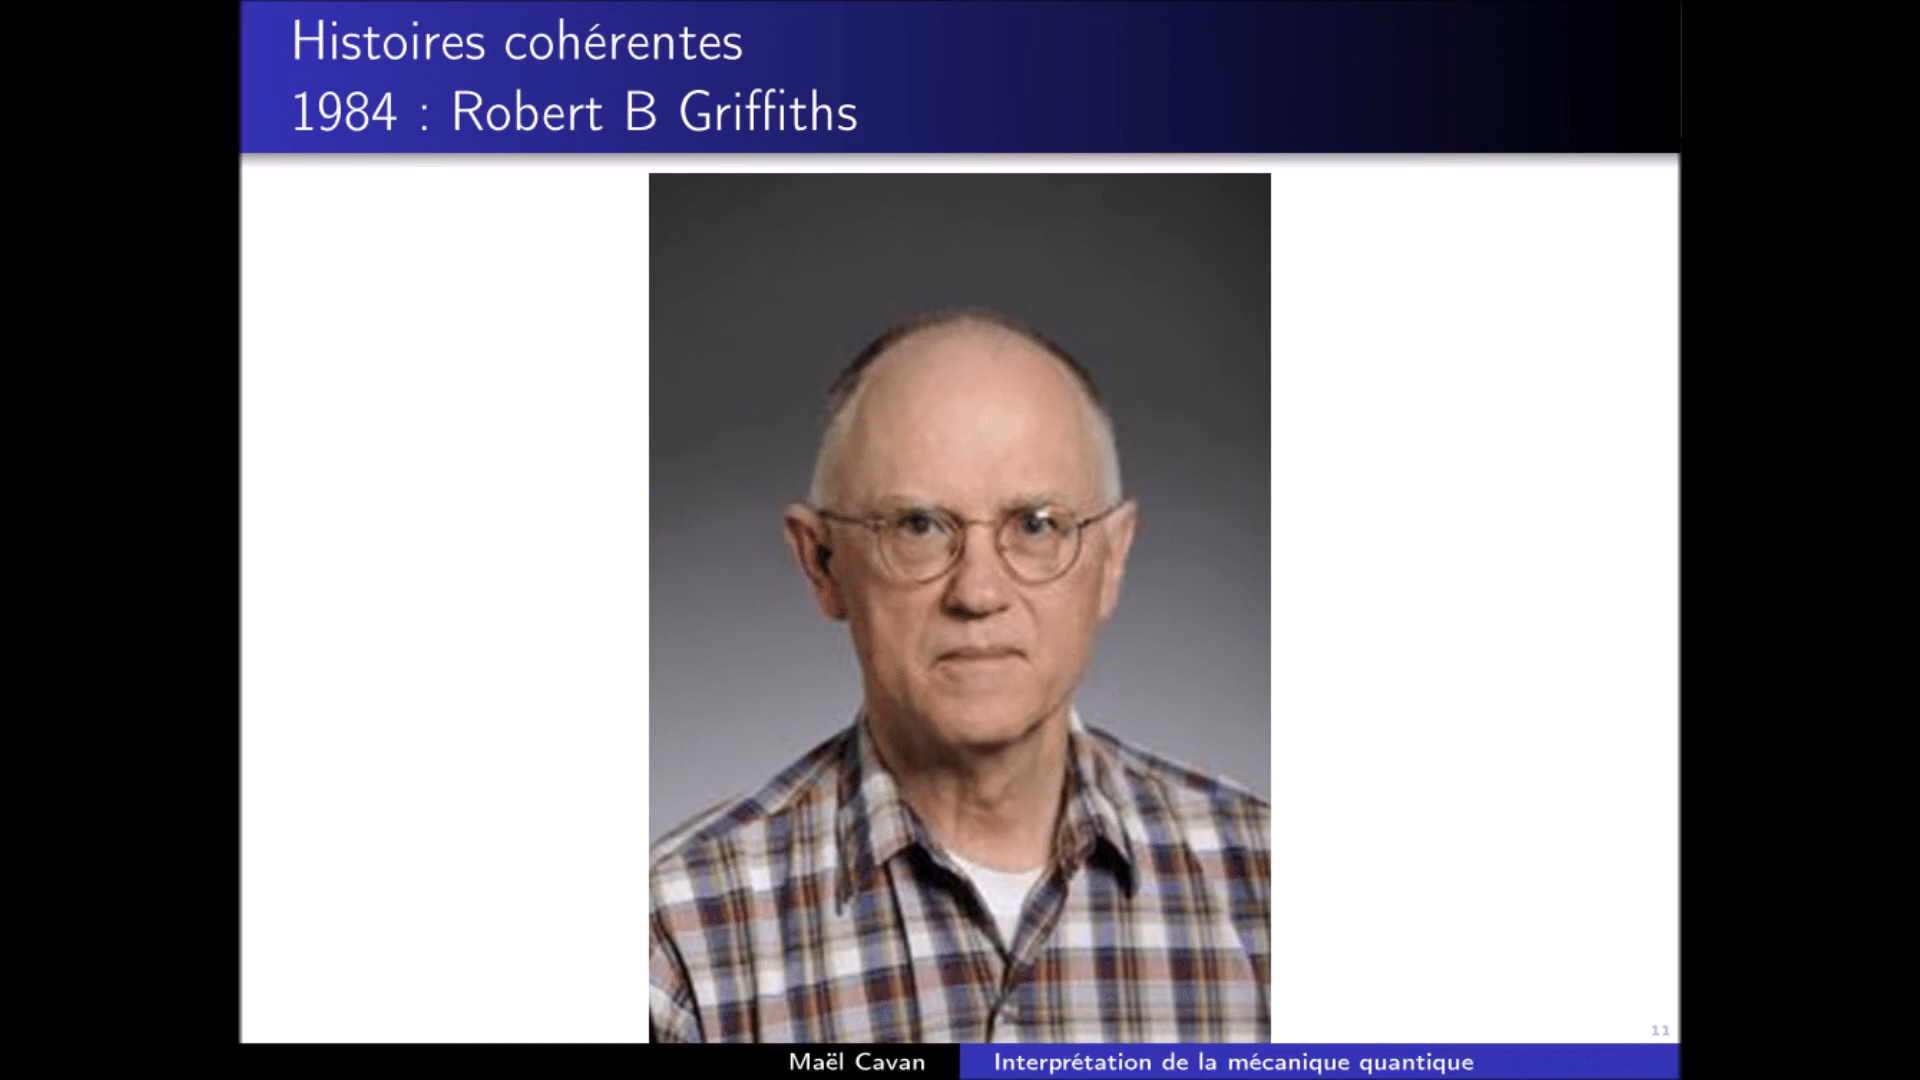 Histoires cohérentes
1984 : Robert B Griffiths
11
Maël Cavan
Interprétation de la mécanique quantique